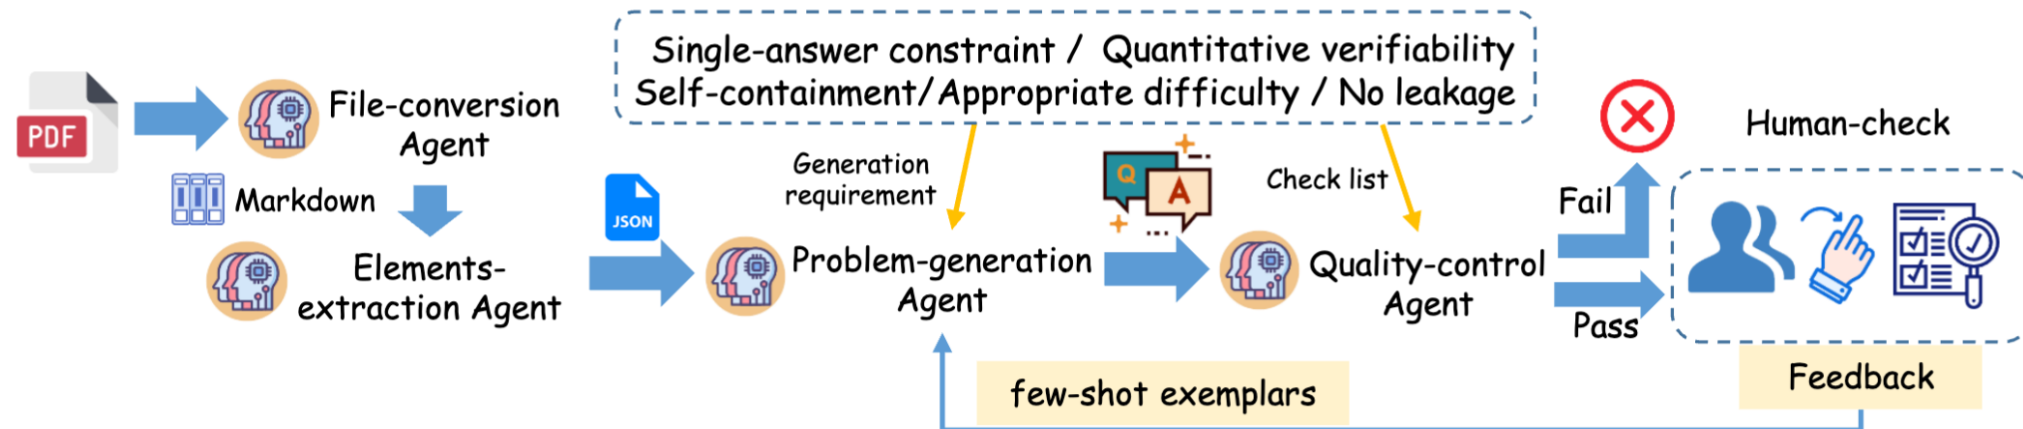 Single-answer constraint / Quantitative verifiability
Self-containment/Appropriate difficulty / No leakage
PDF
File-conversion
Agent
Markdown
Elements-
extraction Agent
JSON
Generation
requirement
Problem-generation
Agent
Q
A
Check list
Quality-control
Agent
Fail
Pass
Human-check
few-shot exemplars
Feedback